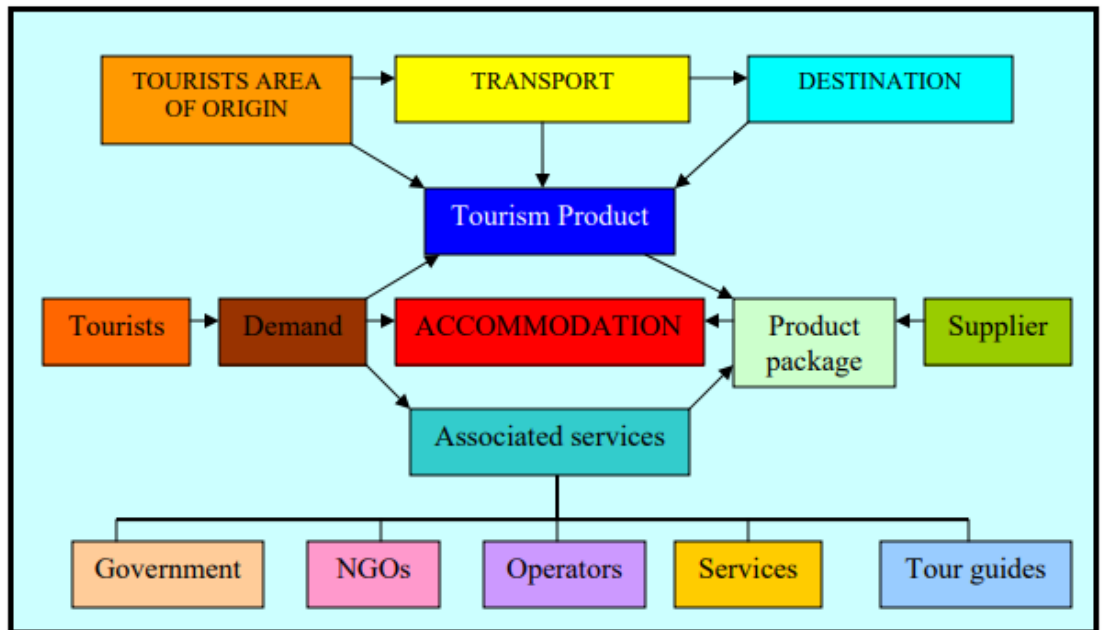 TOURISTS AREA
OF ORIGIN
TRANSPORT
DESTINATION
Tourism Product
Tourists
Demand
ACCOMMODATION
Product
package
Supplier
Associated services
Government
NGOs
Operators
Services
Tour guides